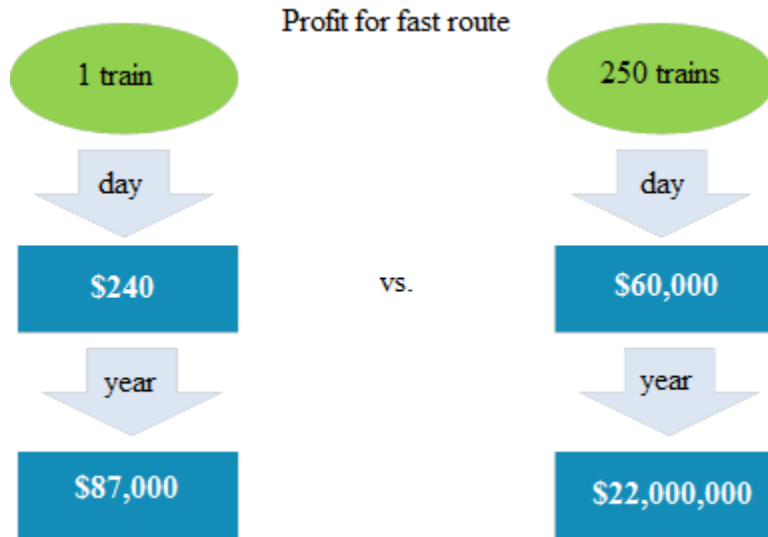 Profit for fast route
1 train
250 trains
day
day
$240
vs.
$60,000
year
year
$87,000
$22,000,000